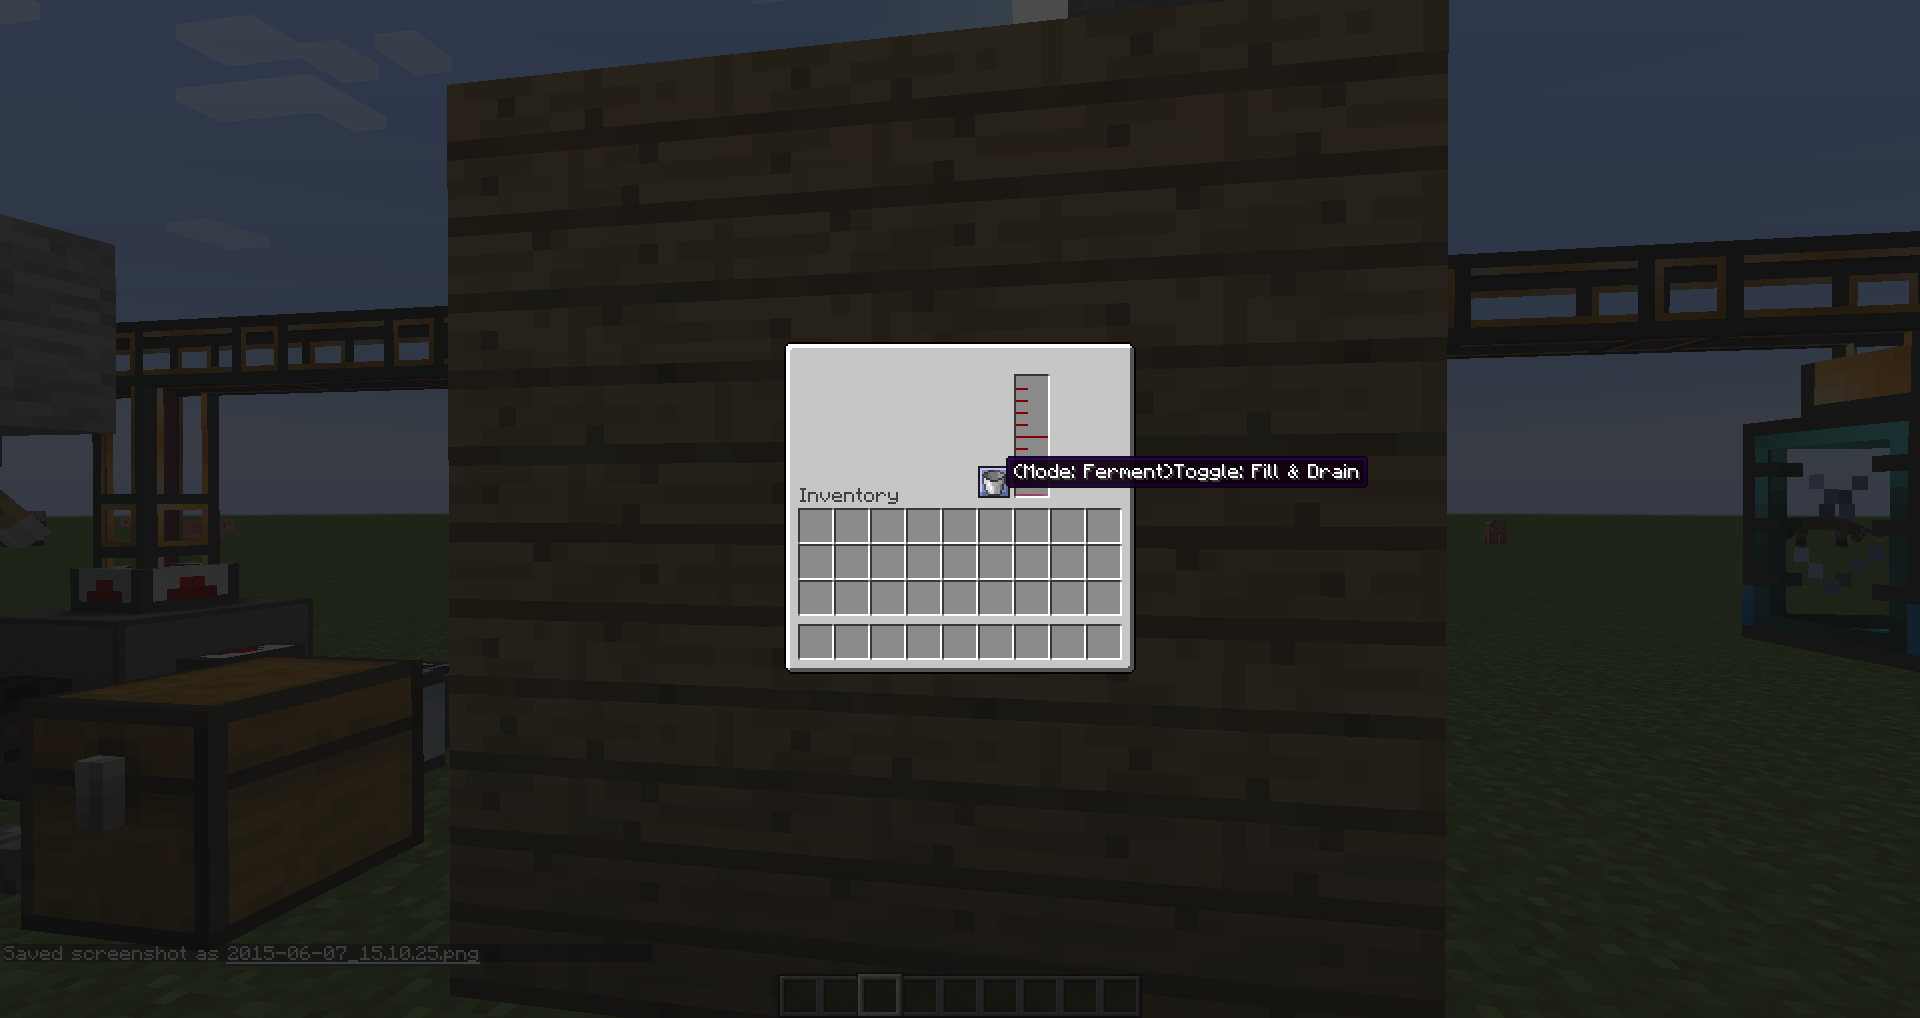 (Mode: Ferment)Toggle: Fill & Drain
Inventory
Saved screenshot as 2015-06-07_15.10.25.png